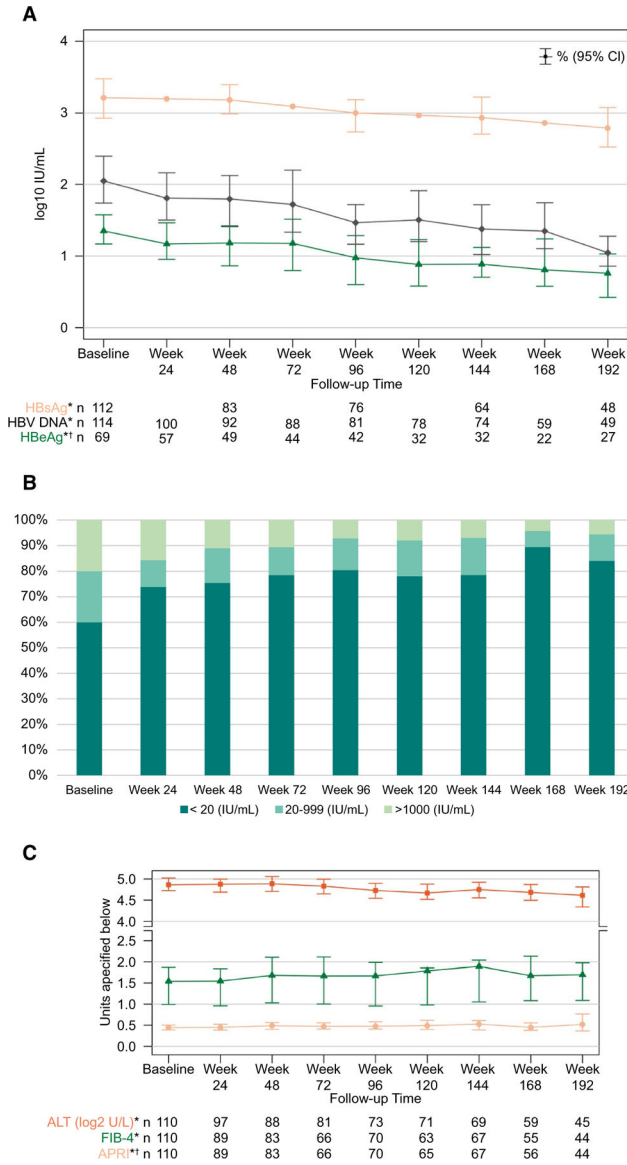 A
4
3
2
1
0
log10 IU/mL
% (95% CI)
Baseline Week 24 Week 48 Week 72 Week 96 Week 120 Week 144 Week 168 Week 192
Follow-up Time
HBsAg* n 112 83 76 64 48
HBV DNA* n 114 100 92 88 81 78 74 59 49
HBeAg*† n 69 57 49 44 42 32 32 22 27
B
100%
90%
80%
70%
60%
50%
40%
30%
20%
10%
0%
Baseline Week 24 Week 48 Week 72 Week 96 Week 120 Week 144 Week 168 Week 192
< 20 (IU/mL) 20-999 (IU/mL) >1000 (IU/mL)
C
5.0
4.5
4.0
2.5
2.0
1.5
1.0
0.5
0.0
Units apecified below
Baseline Week 24 Week 48 Week 72 Week 96 Week 120 Week 144 Week 168 Week 192
Follow-up Time
ALT (log2 U/L)* n 110 97 88 81 73 71 69 59 45
FIB-4* n 110 89 83 66 70 63 67 55 44
APRI*† n 110 89 83 66 70 65 67 56 44